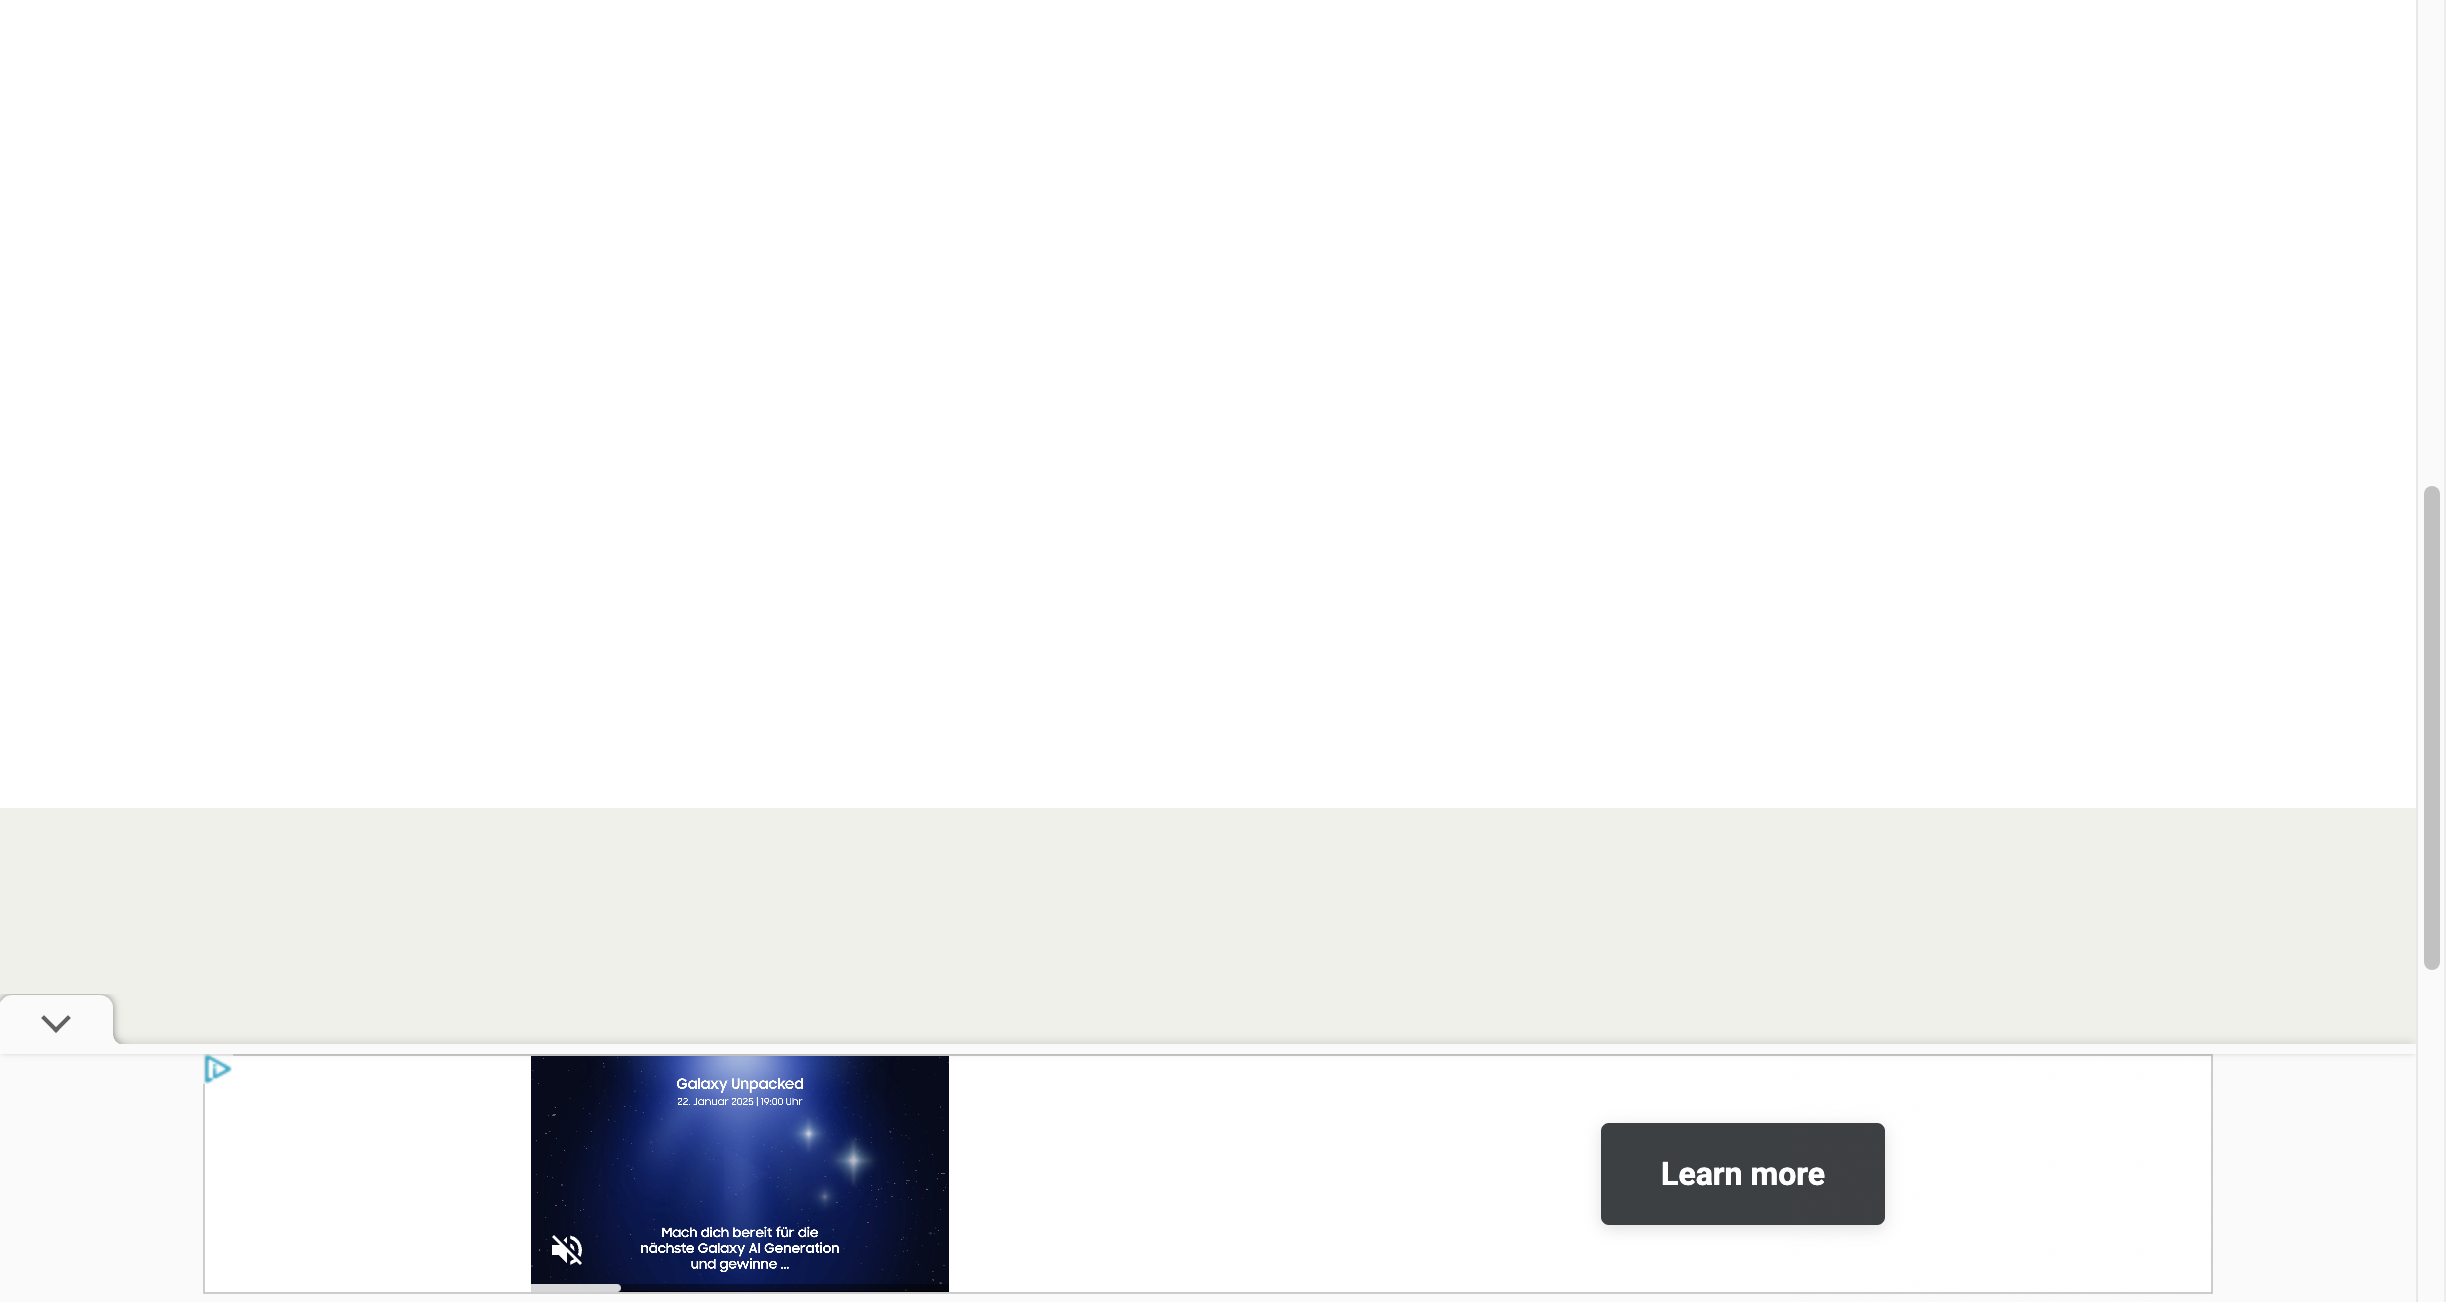 Galaxy Unpacked
22. Januar 2025 | 19:00 Uhr
Mach dich bereit für die
nächste Galaxy AI Generation
und gewinne ...
Learn more